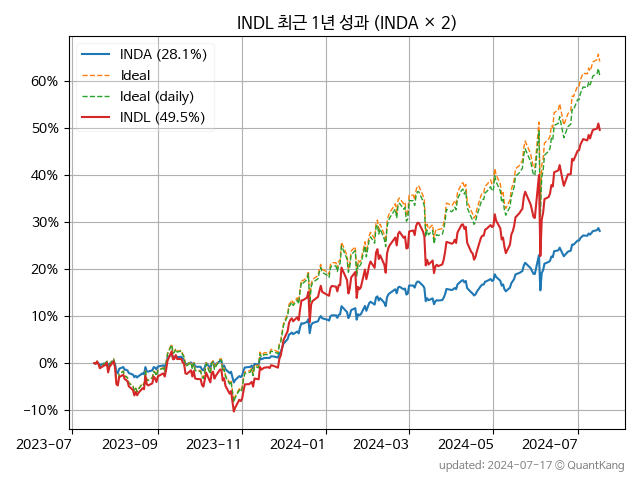 INDL 최근 1년 성과 (INDA × 2)
INDA (28.1%)
Ideal
Ideal (daily)
INDL (49.5%)
60%
50%
40%
30%
20%
10%
0%
−10%
2023−07 2023−09 2023−11 2024−01 2024−03 2024−05 2024−07
updated: 2024−07−17 © QuantKang